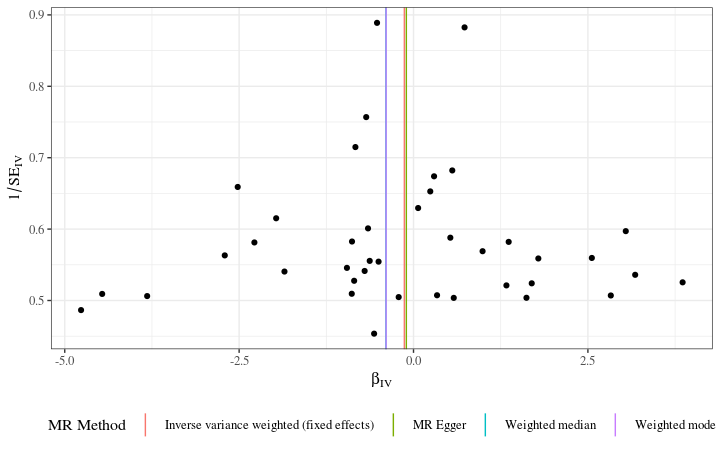 0.9
0.8
0.7
0.6
0.5
1/SE_IV
-5.0 -2.5 0.0 2.5
β_IV
MR Method Inverse variance weighted (fixed effects) MR Egger Weighted median Weighted mode